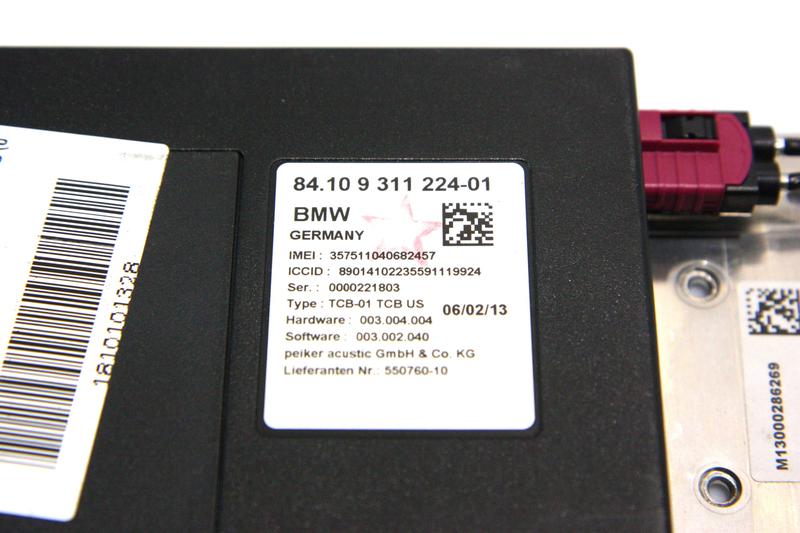 84.10 9 311 224-01
BMW
GERMANY
IMEI : 357511040682457
ICCID : 89014102235591119924
Ser. : 0000221803
Type : TCB-01 TCB US
06/02/13
Hardware : 003.004.004
Software : 003.002.040
peiker acustic GmbH & Co. KG
Lieferanten Nr.: 550760-10
1810101328
M13000286269